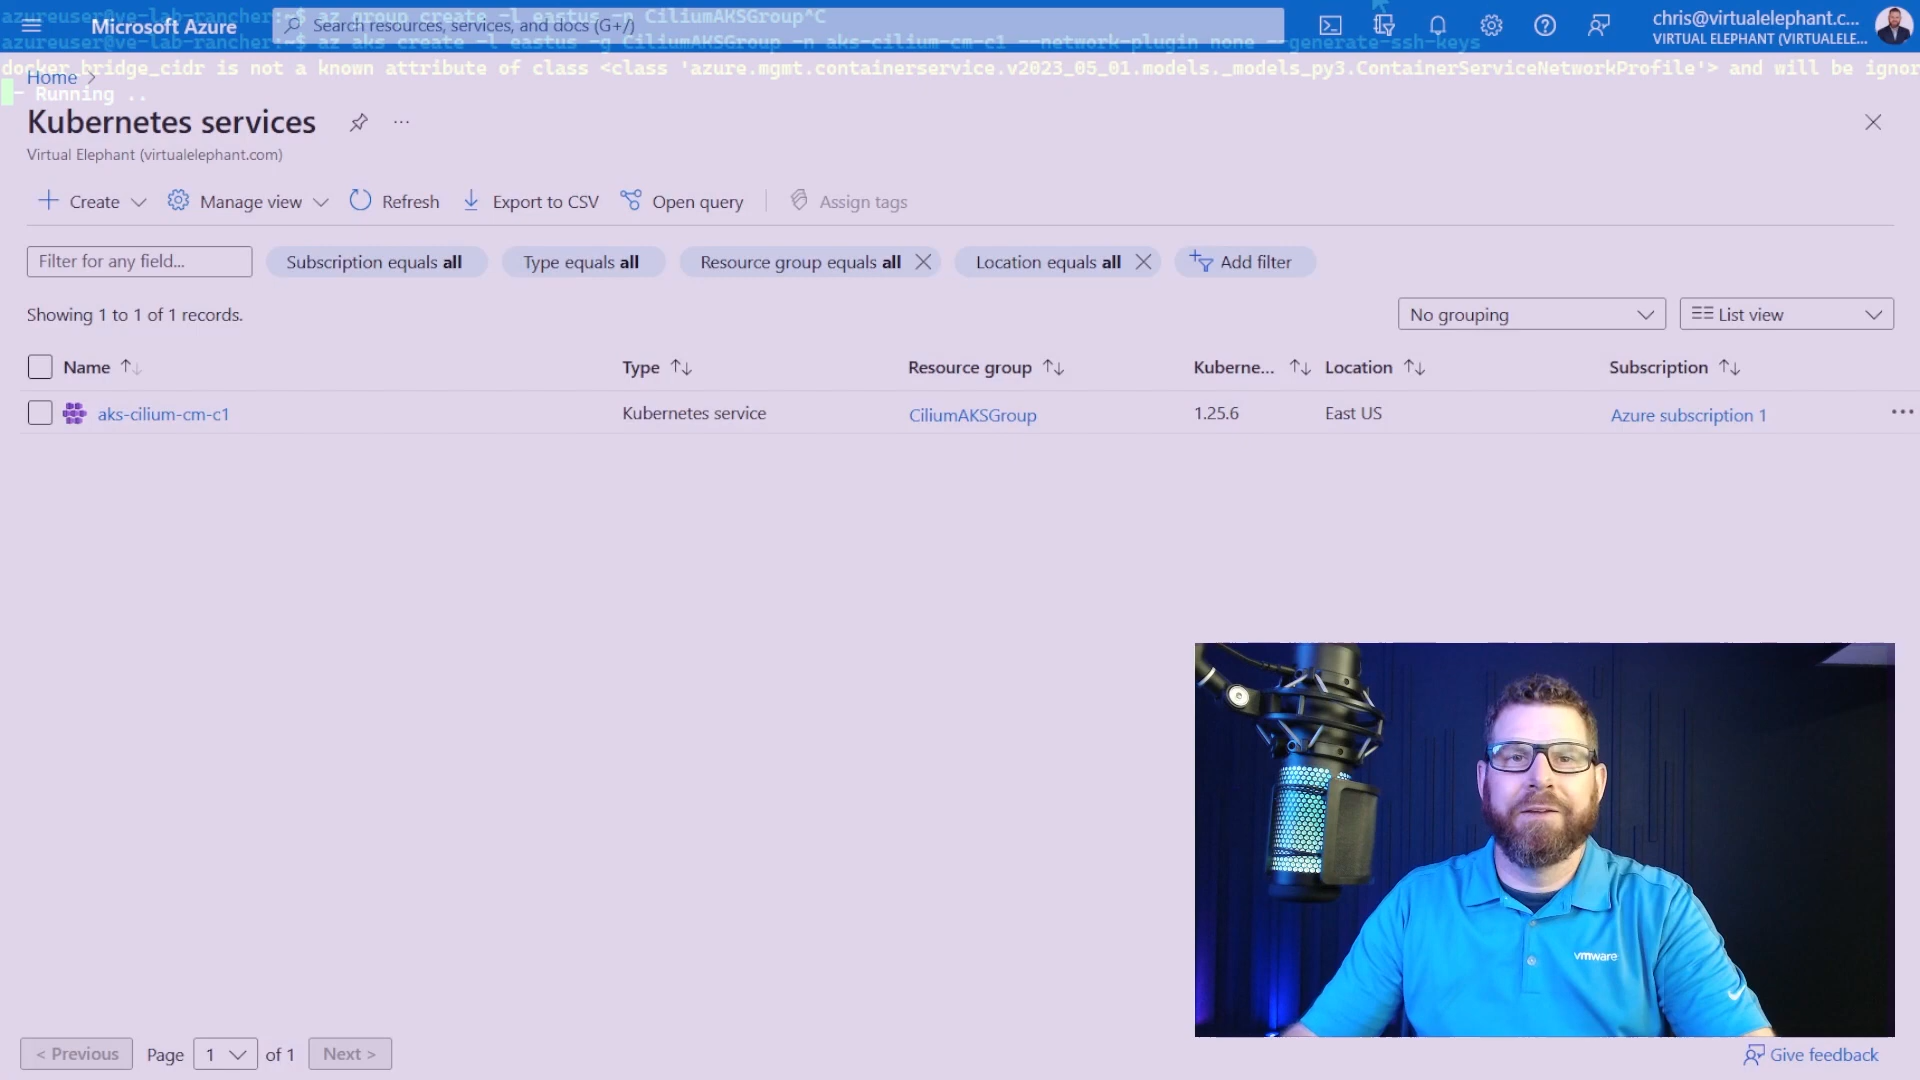 azureuser@ve-lab-rancher:~$ az group create -l eastus -n CiliumAKSGroup^C
Microsoft Azure
Search resources, services, and docs (G+/)
chris@virtualelephant.c...
VIRTUAL ELEPHANT (VIRTUALELE...
azureuser@ve-lab-rancher:~$ az aks create -l eastus -g CiliumAKSGroup -n aks-cilium-cm-c1 --network-plugin none --generate-ssh-keys
docker_bridge_cidr is not a known attribute of class <class 'azure.mgmt.containerservice.v2023_05_01.models._models_py3.ContainerServiceNetworkProfile'> and will be ignor
Home >
- Running ..
Kubernetes services ...
Virtual Elephant (virtualelephant.com)
+ Create Manage view Refresh Export to CSV Open query Assign tags
Filter for any field... Subscription equals all Type equals all Resource group equals all Location equals all Add filter
Showing 1 to 1 of 1 records. No grouping List view
Name Type Resource group Kuberne... Location Subscription
aks-cilium-cm-c1 Kubernetes service CiliumAKSGroup 1.25.6 East US Azure subscription 1 ...
vmware
< Previous Page 1 of 1 Next > Give feedback